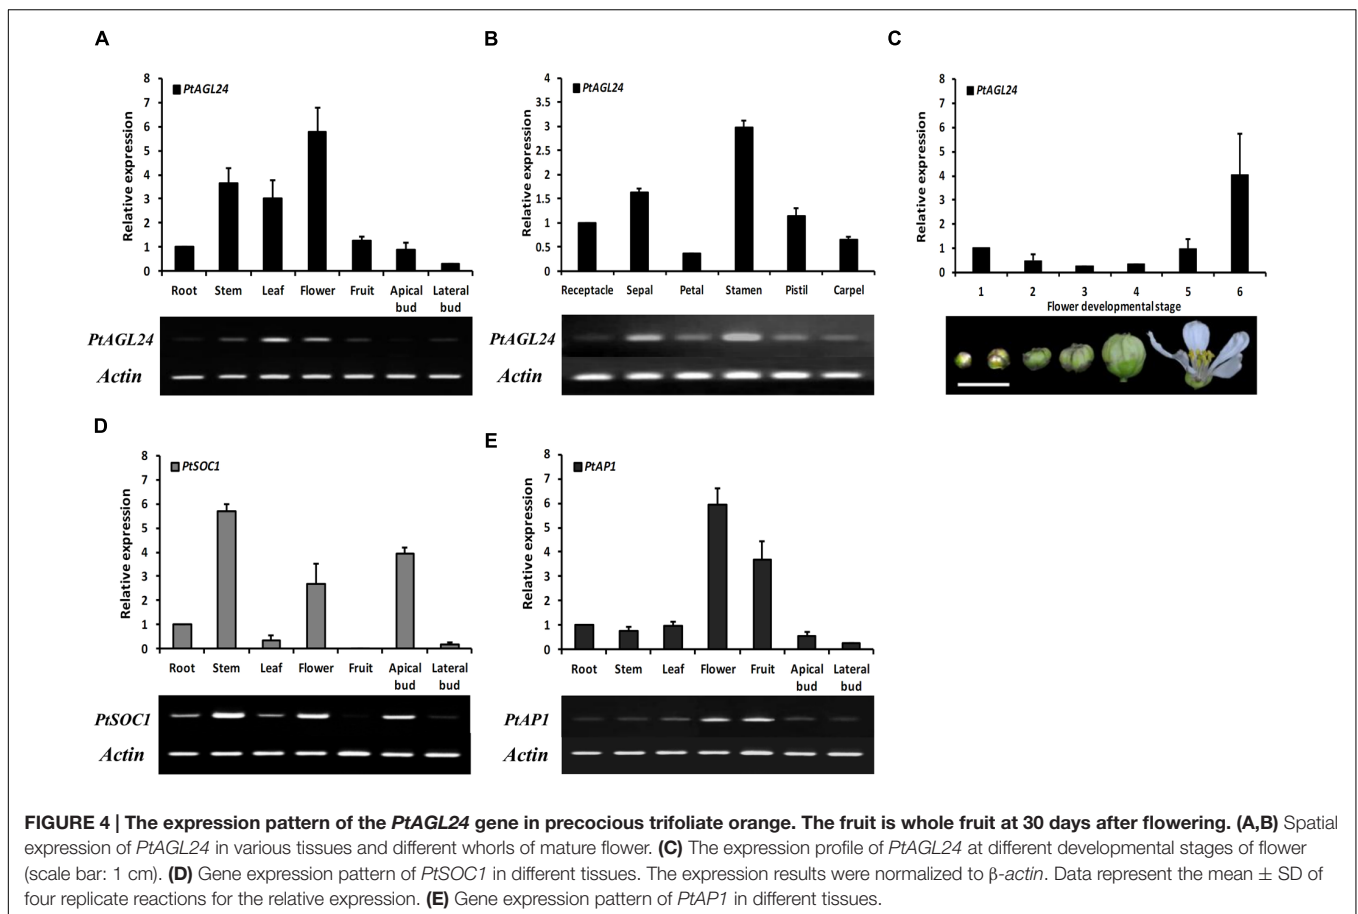 A
B
C
8
7
6
5
4
3
2
1
0
Relative expression
PtAGL24
Root Stem Leaf Flower Fruit Apical bud Lateral bud
PtAGL24
Actin
4
3.5
3
2.5
2
1.5
1
0.5
0
Relative expression
PtAGL24
Receptacle Sepal Petal Stamen Pistil Carpel
PtAGL24
Actin
8
7
6
5
4
3
2
1
0
Relative expression
PtAGL24
1 2 3 4 5 6
Flower developmental stage
D
E
8
7
6
5
4
3
2
1
0
Relative expression
PtSOC1
Root Stem Leaf Flower Fruit Apical bud Lateral bud
PtSOC1
Actin
8
7
6
5
4
3
2
1
0
Relative expression
PtAP1
Root Stem Leaf Flower Fruit Apical bud Lateral bud
PtAP1
Actin
FIGURE 4 | The expression pattern of the PtAGL24 gene in precocious trifoliate orange. The fruit is whole fruit at 30 days after flowering. (A,B) Spatial
expression of PtAGL24 in various tissues and different whorls of mature flower. (C) The expression profile of PtAGL24 at different developmental stages of flower
(scale bar: 1 cm). (D) Gene expression pattern of PtSOC1 in different tissues. The expression results were normalized to β-actin. Data represent the mean ± SD of
four replicate reactions for the relative expression. (E) Gene expression pattern of PtAP1 in different tissues.